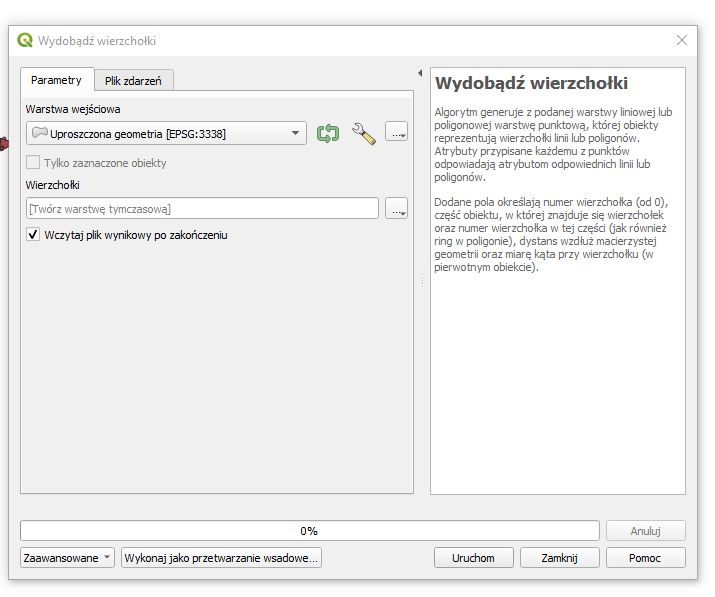 Wydobądź wierzchołki
Parametry
Plik zdarzeń
Warstwa wejściowa
Uproszczona geometria [EPSG:3338]
...
Tylko zaznaczone obiekty
Wierzchołki
[Twórz warstwę tymczasową]
...
Wczytaj plik wynikowy po zakończeniu
Wydobądź wierzchołki
Algorytm generuje z podanej warstwy liniowej lub
poligonowej warstwę punktową, której obiekty
reprezentują wierzchołki linii lub poligonów.
Atrybuty przypisane każdemu z punktów
odpowiadają atrybutom odpowiednich linii lub
poligonów.
Dodane pola określają numer wierzchołka (od 0),
część obiektu, w której znajduje się wierzchołek
oraz numer wierzchołka w tej części (jak również
ring w poligonie), dystans wzdłuż macierzystej
geometrii oraz miarę kąta przy wierzchołku (w
pierwotnym obiekcie).
0%
Anuluj
Zaawansowane
Wykonaj jako przetwarzanie wsadowe...
Uruchom
Zamknij
Pomoc